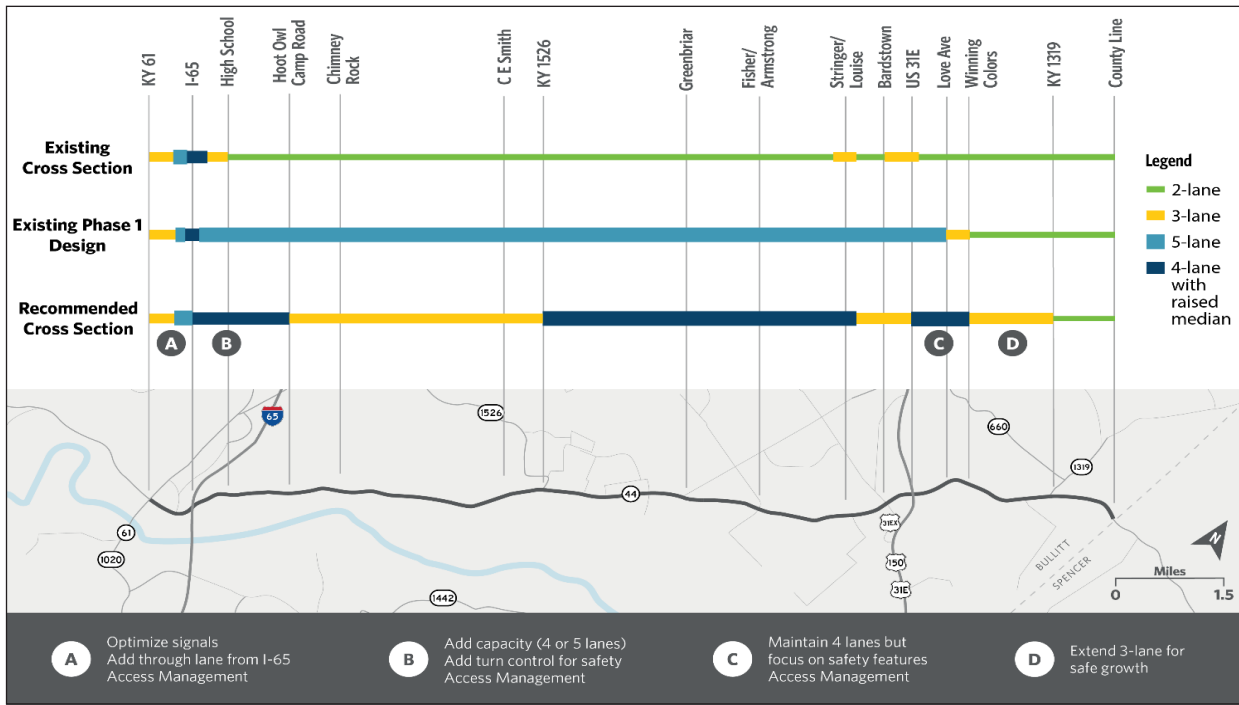 KY 61
I-65
High School
Hoot Owl
Camp Road
Chimney
Rock
C E Smith
KY 1526
Greenbriar
Fisher/
Armstrong
Stringer/
Louise
Bardstown
US 31E
Love Ave
Winning
Colors
KY 1319
County Line
Existing
Cross Section
Existing Phase 1
Design
Recommended
Cross Section
A
B
C
D
Legend
2-lane
3-lane
5-lane
4-lane
with
raised
median
65
1526
660
1319
44
61
1020
31EX
150
31E
1442
BULLITT
SPENCER
N
Miles
0 1.5
A
Optimize signals
Add through lane from I-65
Access Management
B
Add capacity (4 or 5 lanes)
Add turn control for safety
Access Management
C
Maintain 4 lanes but
focus on safety features
Access Management
D
Extend 3-lane for
safe growth